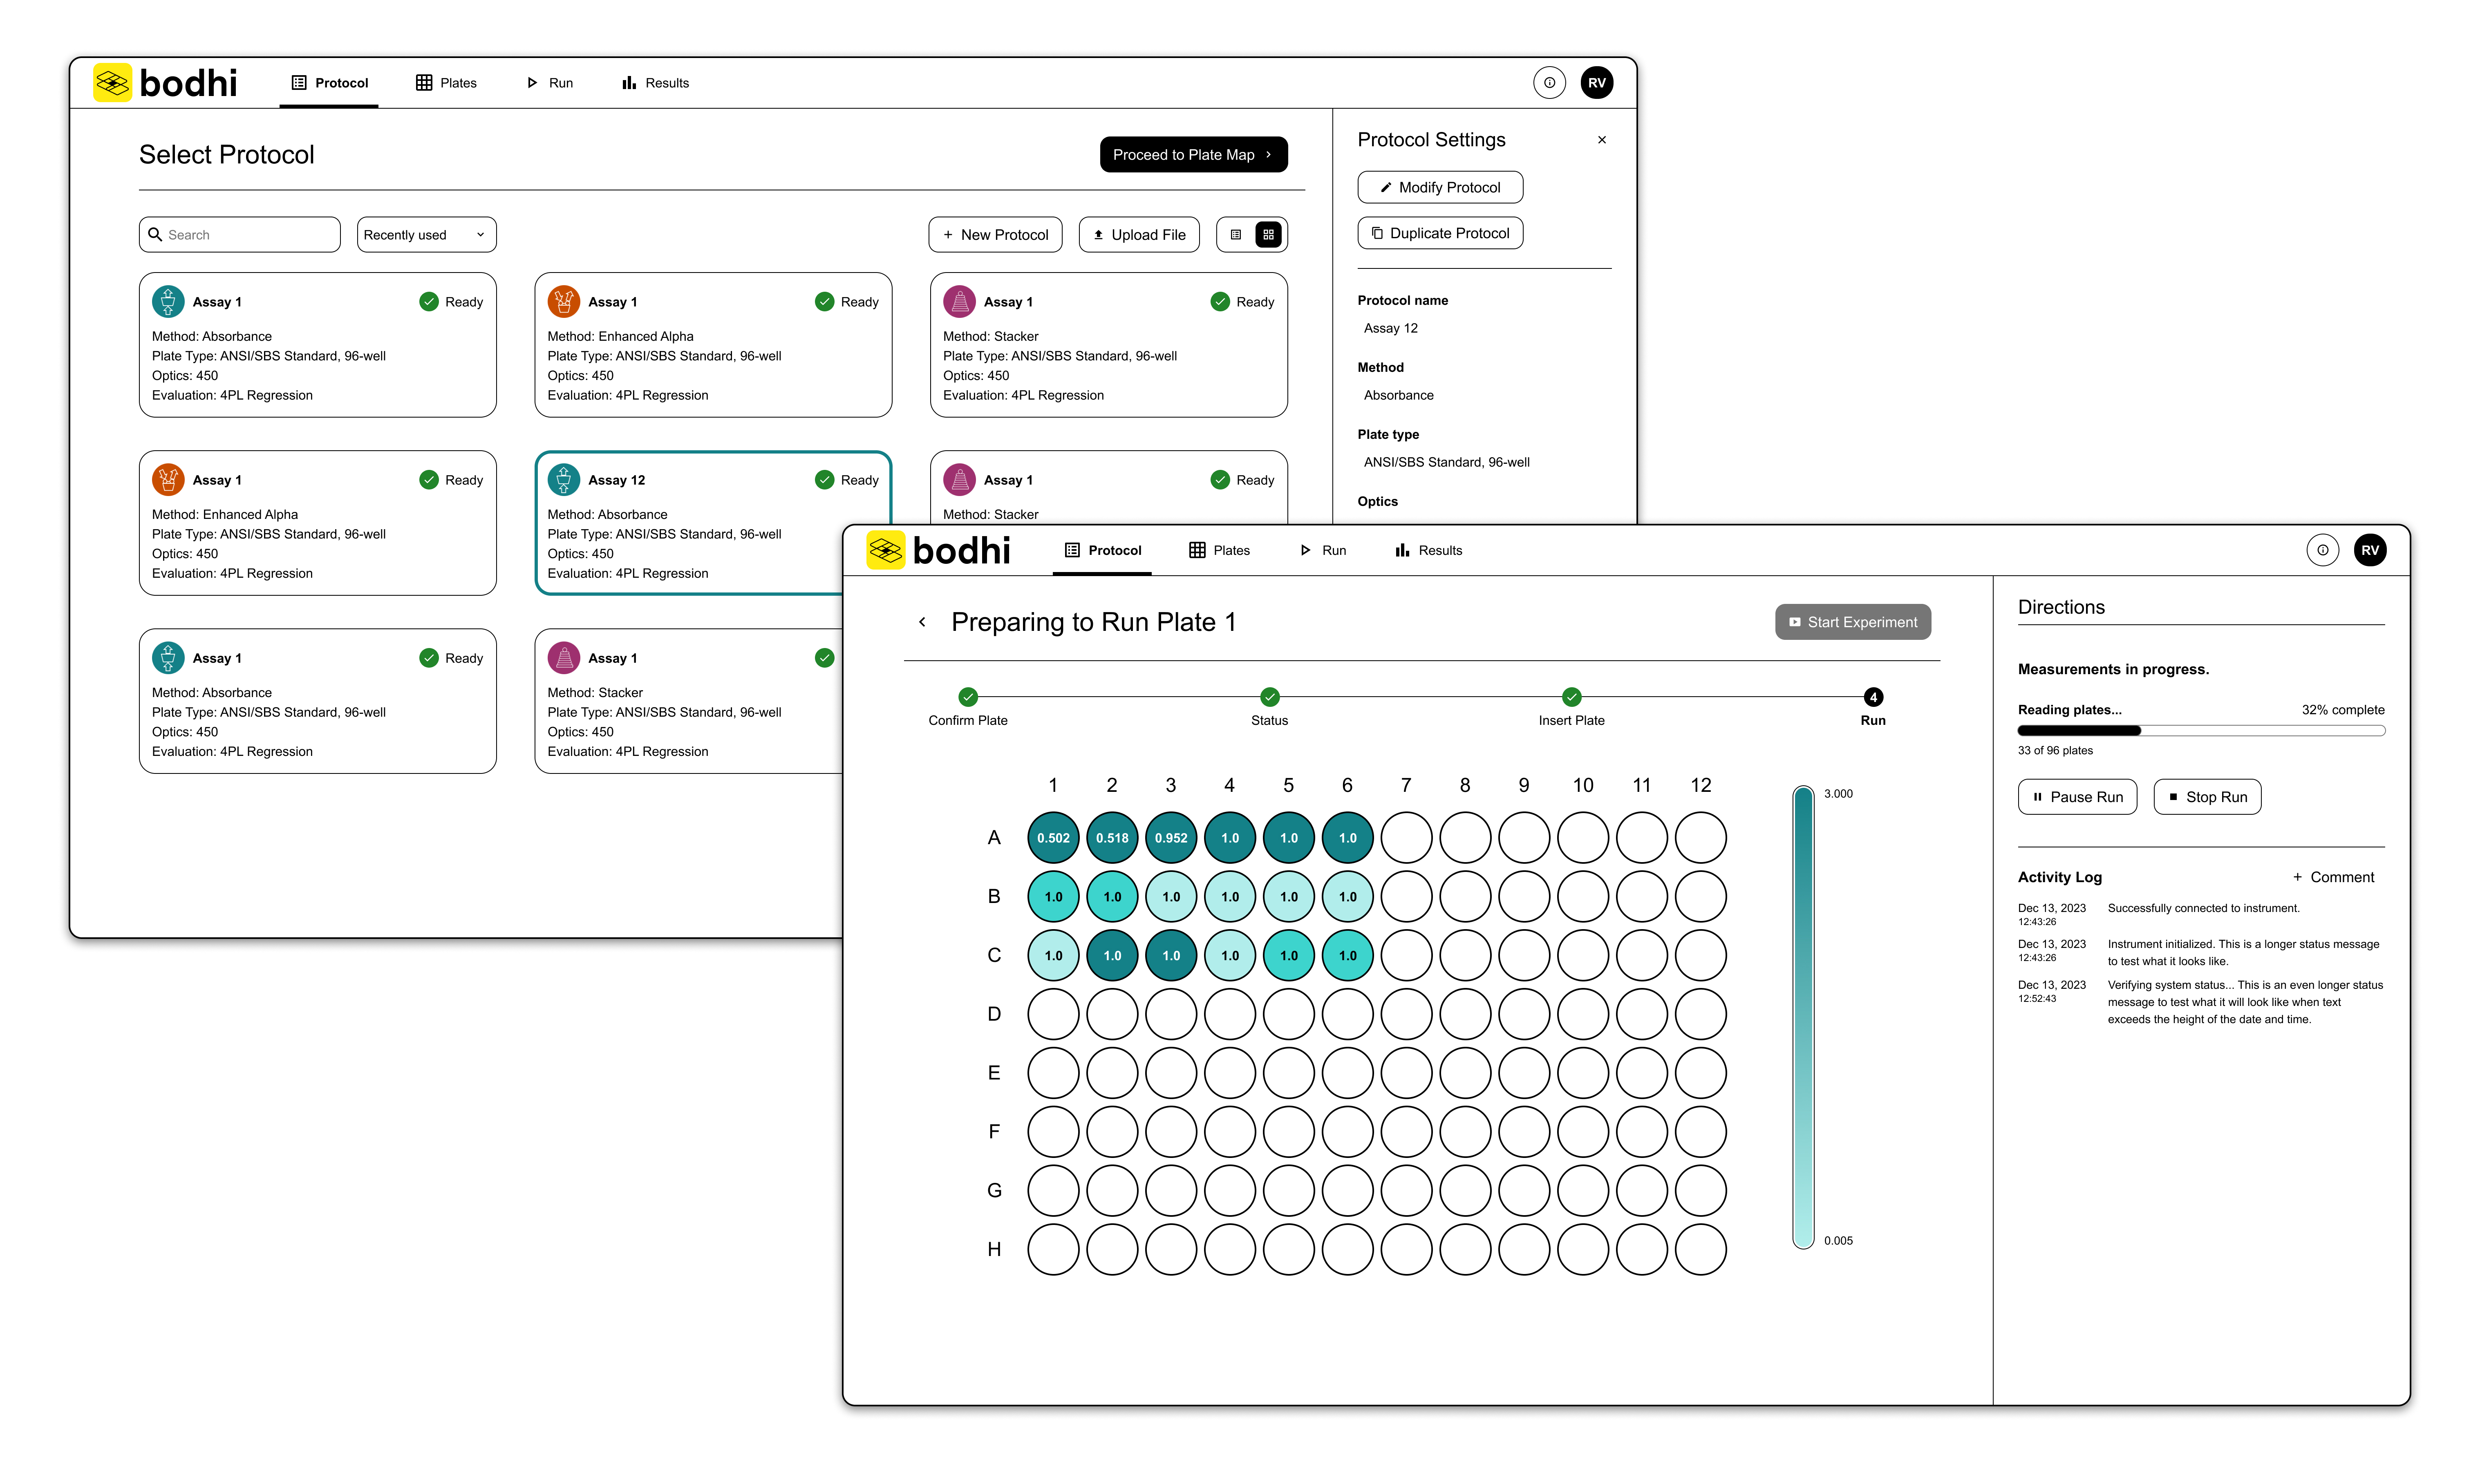 bodhi
Protocol
Plates
Run
Results
RV
Select Protocol
Proceed to Plate Map
Search
Recently used
New Protocol
Upload File
Assay 1
Ready
Method: Absorbance
Plate Type: ANSI/SBS Standard, 96-well
Optics: 450
Evaluation: 4PL Regression
Assay 1
Ready
Method: Enhanced Alpha
Plate Type: ANSI/SBS Standard, 96-well
Optics: 450
Evaluation: 4PL Regression
Assay 1
Ready
Method: Stacker
Plate Type: ANSI/SBS Standard, 96-well
Optics: 450
Evaluation: 4PL Regression
Assay 1
Ready
Method: Enhanced Alpha
Plate Type: ANSI/SBS Standard, 96-well
Optics: 450
Evaluation: 4PL Regression
Assay 12
Ready
Method: Absorbance
Plate Type: ANSI/SBS Standard, 96-well
Optics: 450
Evaluation: 4PL Regression
Assay 1
Ready
Method: Stacker
Assay 1
Ready
Method: Absorbance
Plate Type: ANSI/SBS Standard, 96-well
Optics: 450
Evaluation: 4PL Regression
Assay 1
Method: Stacker
Plate Type: ANSI/SBS Standard, 96-well
Optics: 450
Evaluation: 4PL Regression
Protocol Settings
Modify Protocol
Duplicate Protocol
Protocol name
Assay 12
Method
Absorbance
Plate type
ANSI/SBS Standard, 96-well
Optics
bodhi
Protocol
Plates
Run
Results
RV
Preparing to Run Plate 1
Start Experiment
Confirm Plate
Status
Insert Plate
4
Run
1 2 3 4 5 6 7 8 9 10 11 12
A 0.502 0.518 0.952 1.0 1.0 1.0
B 1.0 1.0 1.0 1.0 1.0 1.0
C 1.0 1.0 1.0 1.0 1.0 1.0
D
E
F
G
H
3.000
0.005
Directions
Measurements in progress.
Reading plates... 32% complete
33 of 96 plates
Pause Run
Stop Run
Activity Log
+ Comment
Dec 13, 2023
12:43:26
Successfully connected to instrument.
Dec 13, 2023
12:43:26
Instrument initialized. This is a longer status message
to test what it looks like.
Dec 13, 2023
12:52:43
Verifying system status... This is an even longer status
message to test what it will look like when text
exceeds the height of the date and time.